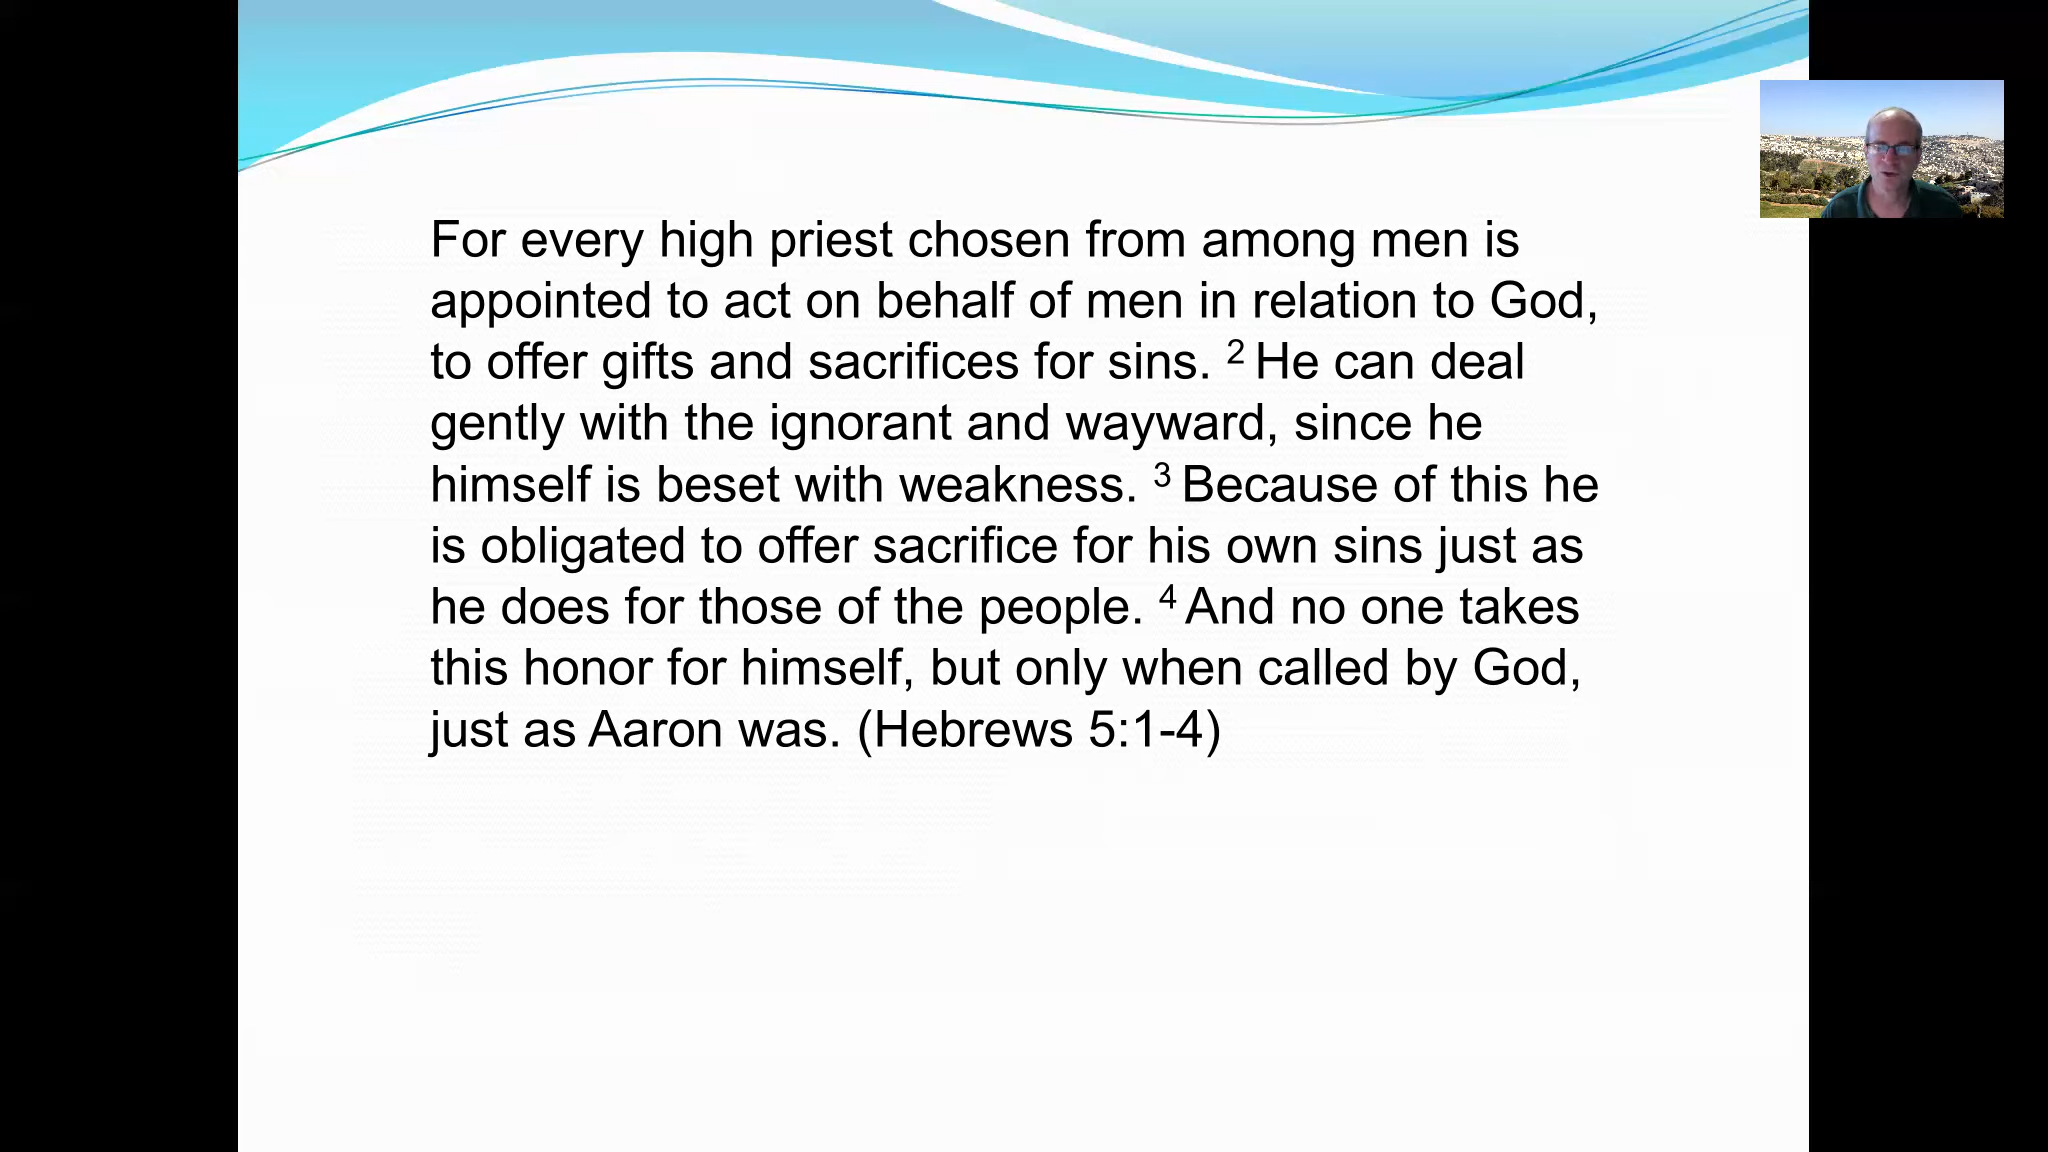 For every high priest chosen from among men is
appointed to act on behalf of men in relation to God,
to offer gifts and sacrifices for sins. 2 He can deal
gently with the ignorant and wayward, since he
himself is beset with weakness. 3 Because of this he
is obligated to offer sacrifice for his own sins just as
he does for those of the people. 4 And no one takes
this honor for himself, but only when called by God,
just as Aaron was. (Hebrews 5:1-4)